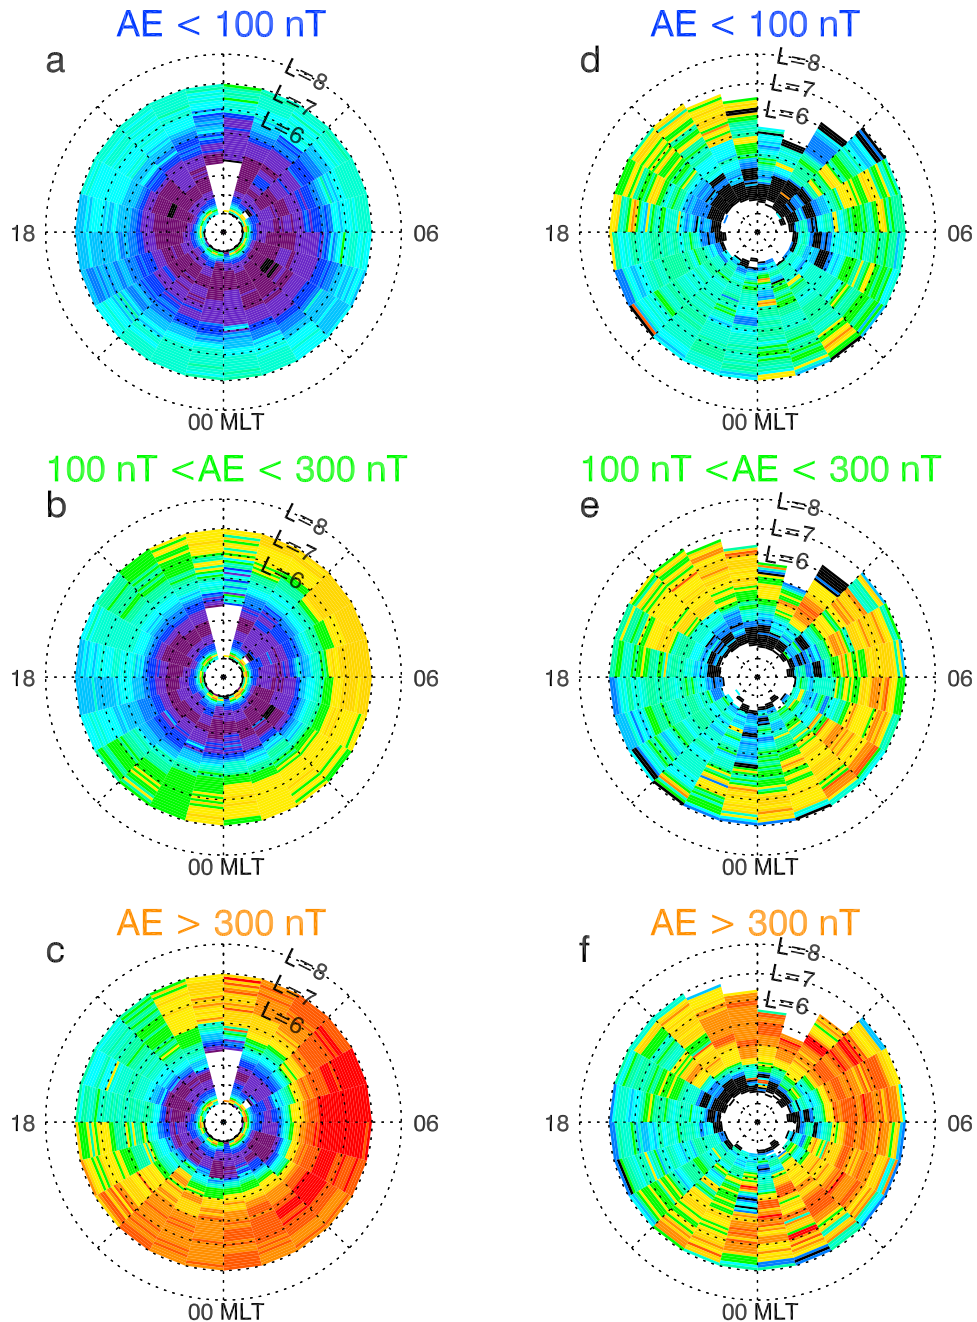 AE < 100 nT
AE < 100 nT
a
L=8
L=7
L=6
18
06
00 MLT
d
L=8
L=7
L=6
18
06
00 MLT
100 nT <AE < 300 nT
100 nT <AE < 300 nT
b
L=8
L=7
L=6
18
06
00 MLT
e
L=8
L=7
L=6
18
06
00 MLT
AE > 300 nT
AE > 300 nT
c
L=8
L=7
L=6
18
06
00 MLT
f
L=8
L=7
L=6
18
06
00 MLT